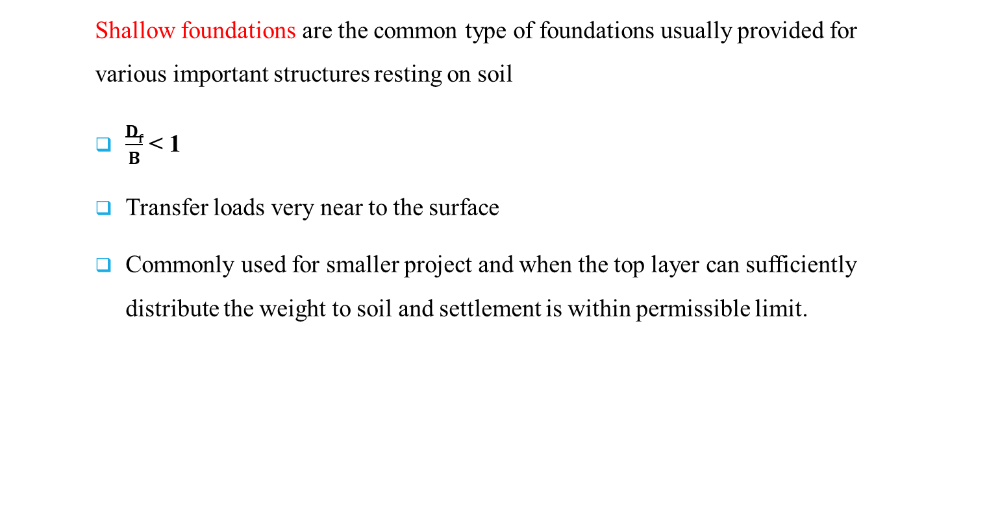 Shallow foundations are the common type of foundations usually provided for
various important structures resting on soil
❑ D_f/B < 1
❑ Transfer loads very near to the surface
❑ Commonly used for smaller project and when the top layer can sufficiently
distribute the weight to soil and settlement is within permissible limit.